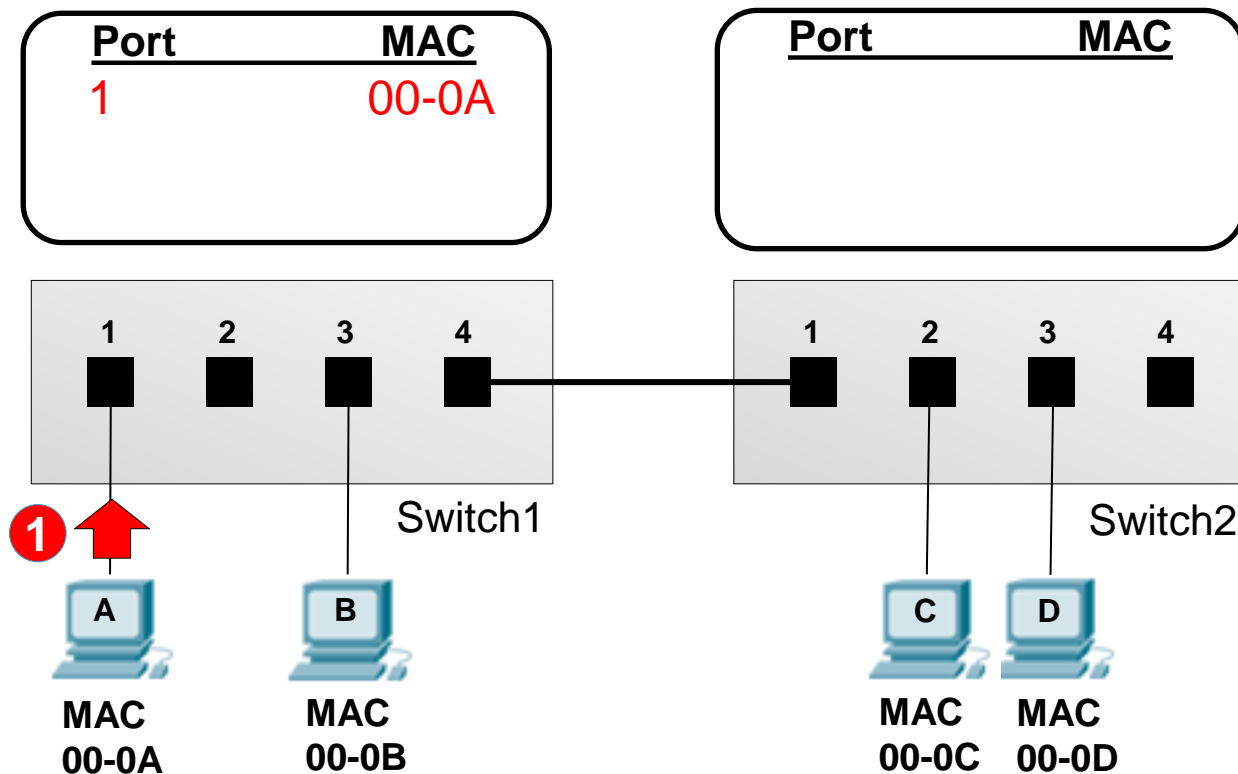 Port MAC
1 00-0A
Port MAC
1 2 3 4
Switch1
1 2 3 4
Switch2
1
A
MAC
00-0A
B
MAC
00-0B
C
MAC
00-0C
D
MAC
00-0D